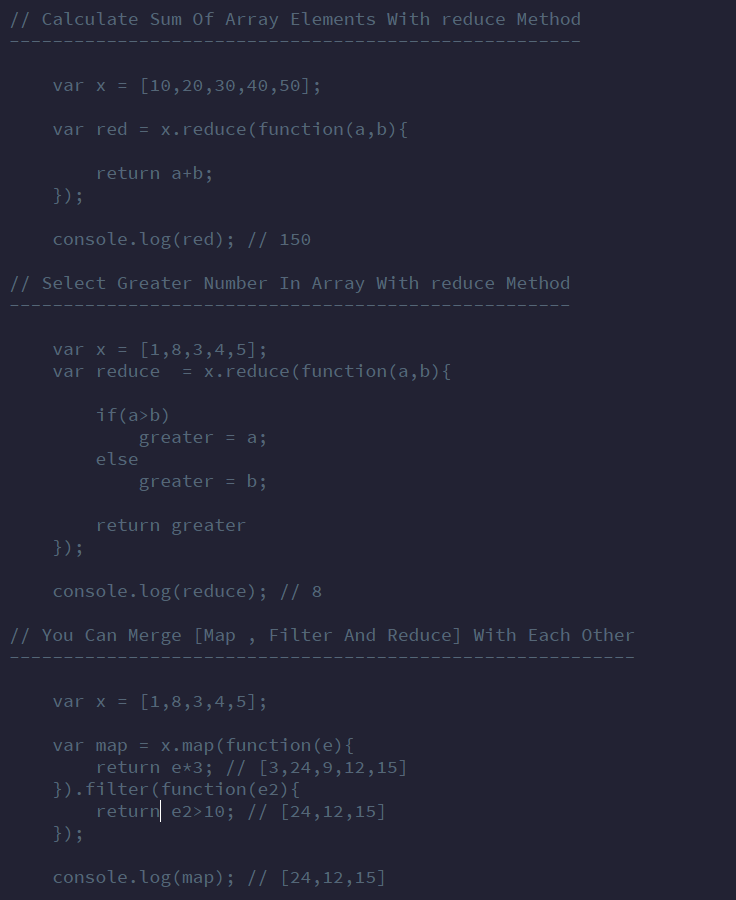 // Calculate Sum Of Array Elements With reduce Method
-----------------------------------------------------
    var x = [10,20,30,40,50];
    var red = x.reduce(function(a,b){
        return a+b;
    });
    console.log(red); // 150
// Select Greater Number In Array With reduce Method
----------------------------------------------------
    var x = [1,8,3,4,5];
    var reduce  = x.reduce(function(a,b){
        if(a>b)
            greater = a;
        else
            greater = b;
        return greater
    });
    console.log(reduce); // 8
// You Can Merge [Map , Filter And Reduce] With Each Other
----------------------------------------------------------
    var x = [1,8,3,4,5];
    var map = x.map(function(e){
        return e*3; // [3,24,9,12,15]
    }).filter(function(e2){
        return e2>10; // [24,12,15]
    });
    console.log(map); // [24,12,15]